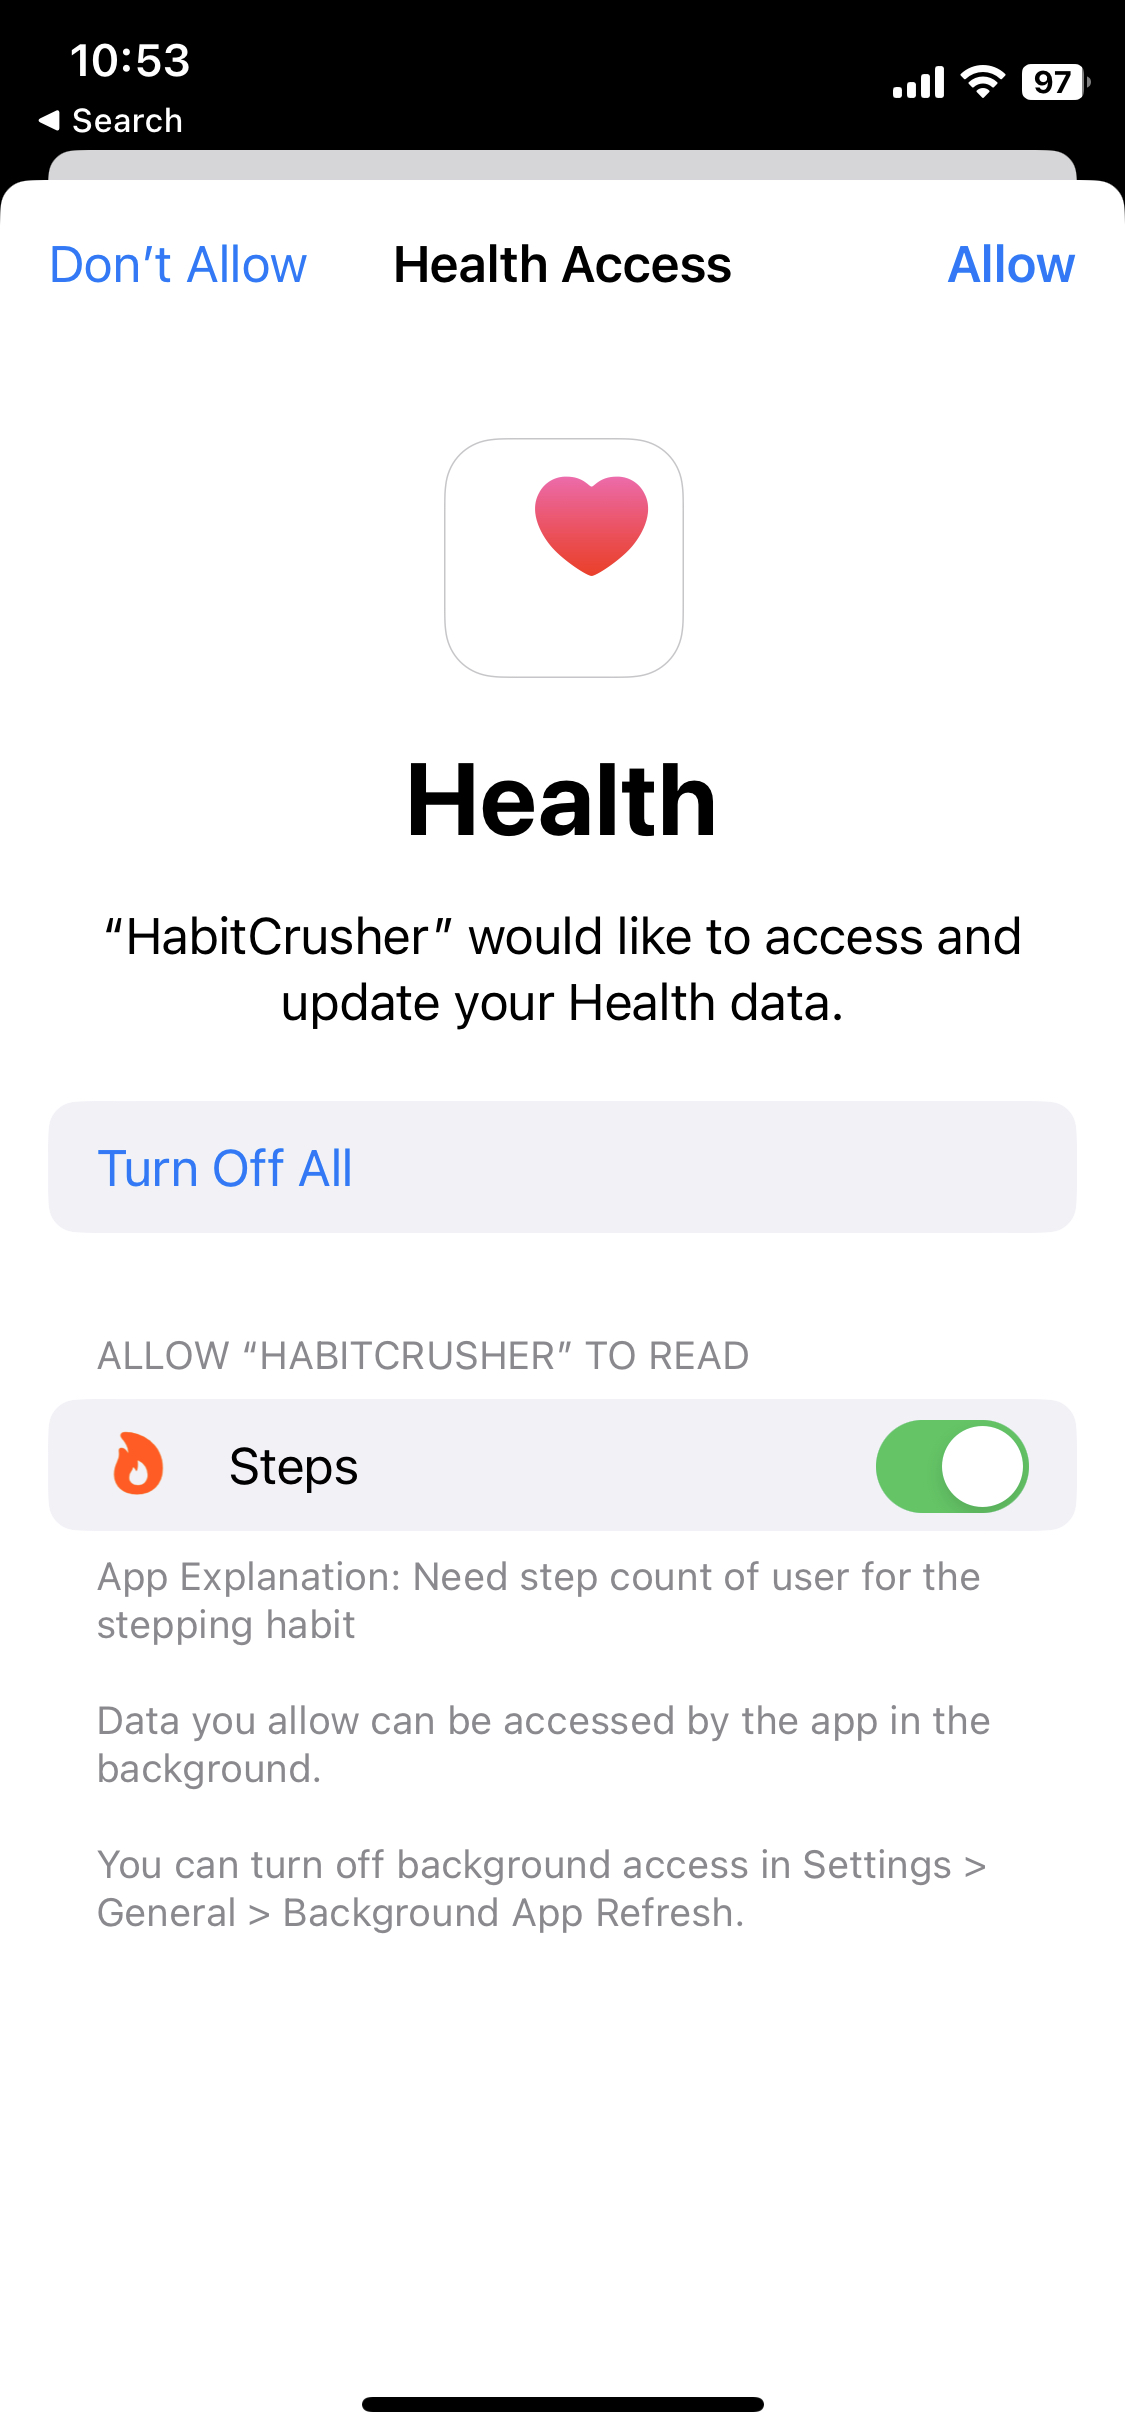 10:53
97
◀ Search
Don’t Allow
Health Access
Allow
Health
“HabitCrusher” would like to access and
update your Health data.
Turn Off All
ALLOW “HABITCRUSHER” TO READ
Steps
App Explanation: Need step count of user for the
stepping habit
Data you allow can be accessed by the app in the
background.
You can turn off background access in Settings >
General > Background App Refresh.